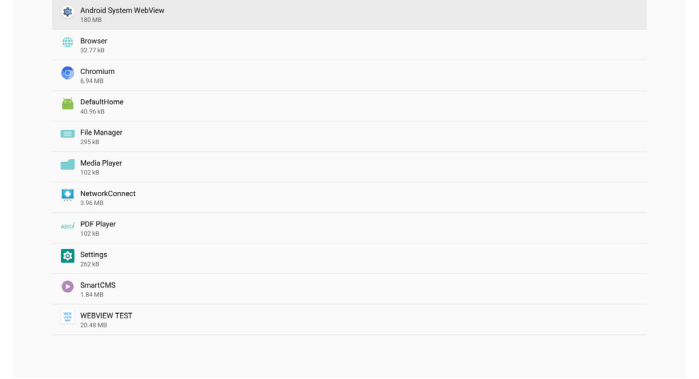 Android System WebView
180 MB
Browser
32.77 kB
Chromium
6.94 MB
DefaultHome
40.96 kB
File Manager
295 kB
Media Player
102 kB
NetworkConnect
3.96 MB
PDF Player
102 kB
Settings
262 kB
SmartCMS
1.84 MB
WEBVIEW TEST
20.48 MB